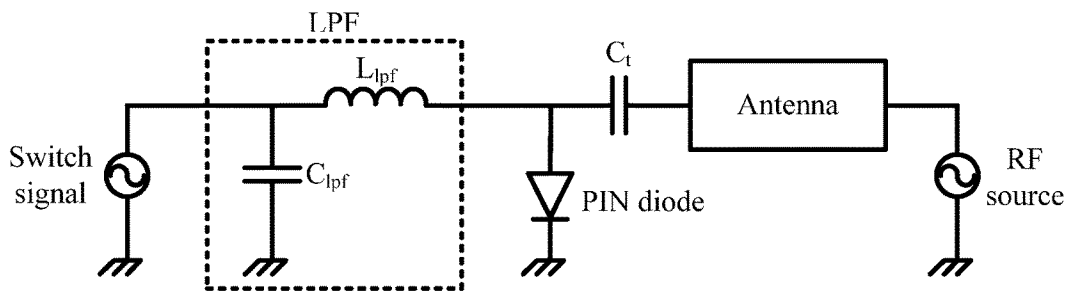 LPF
Llpf
Ct
Antenna
Switch
signal
Clpf
PIN diode
RF
source